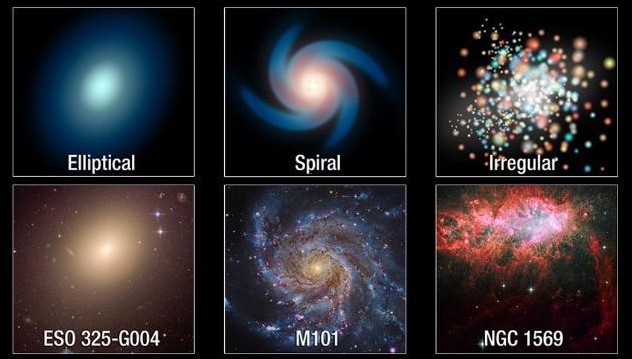 Elliptical
Spiral
Irregular
ESO 325-G004
M101
NGC 1569